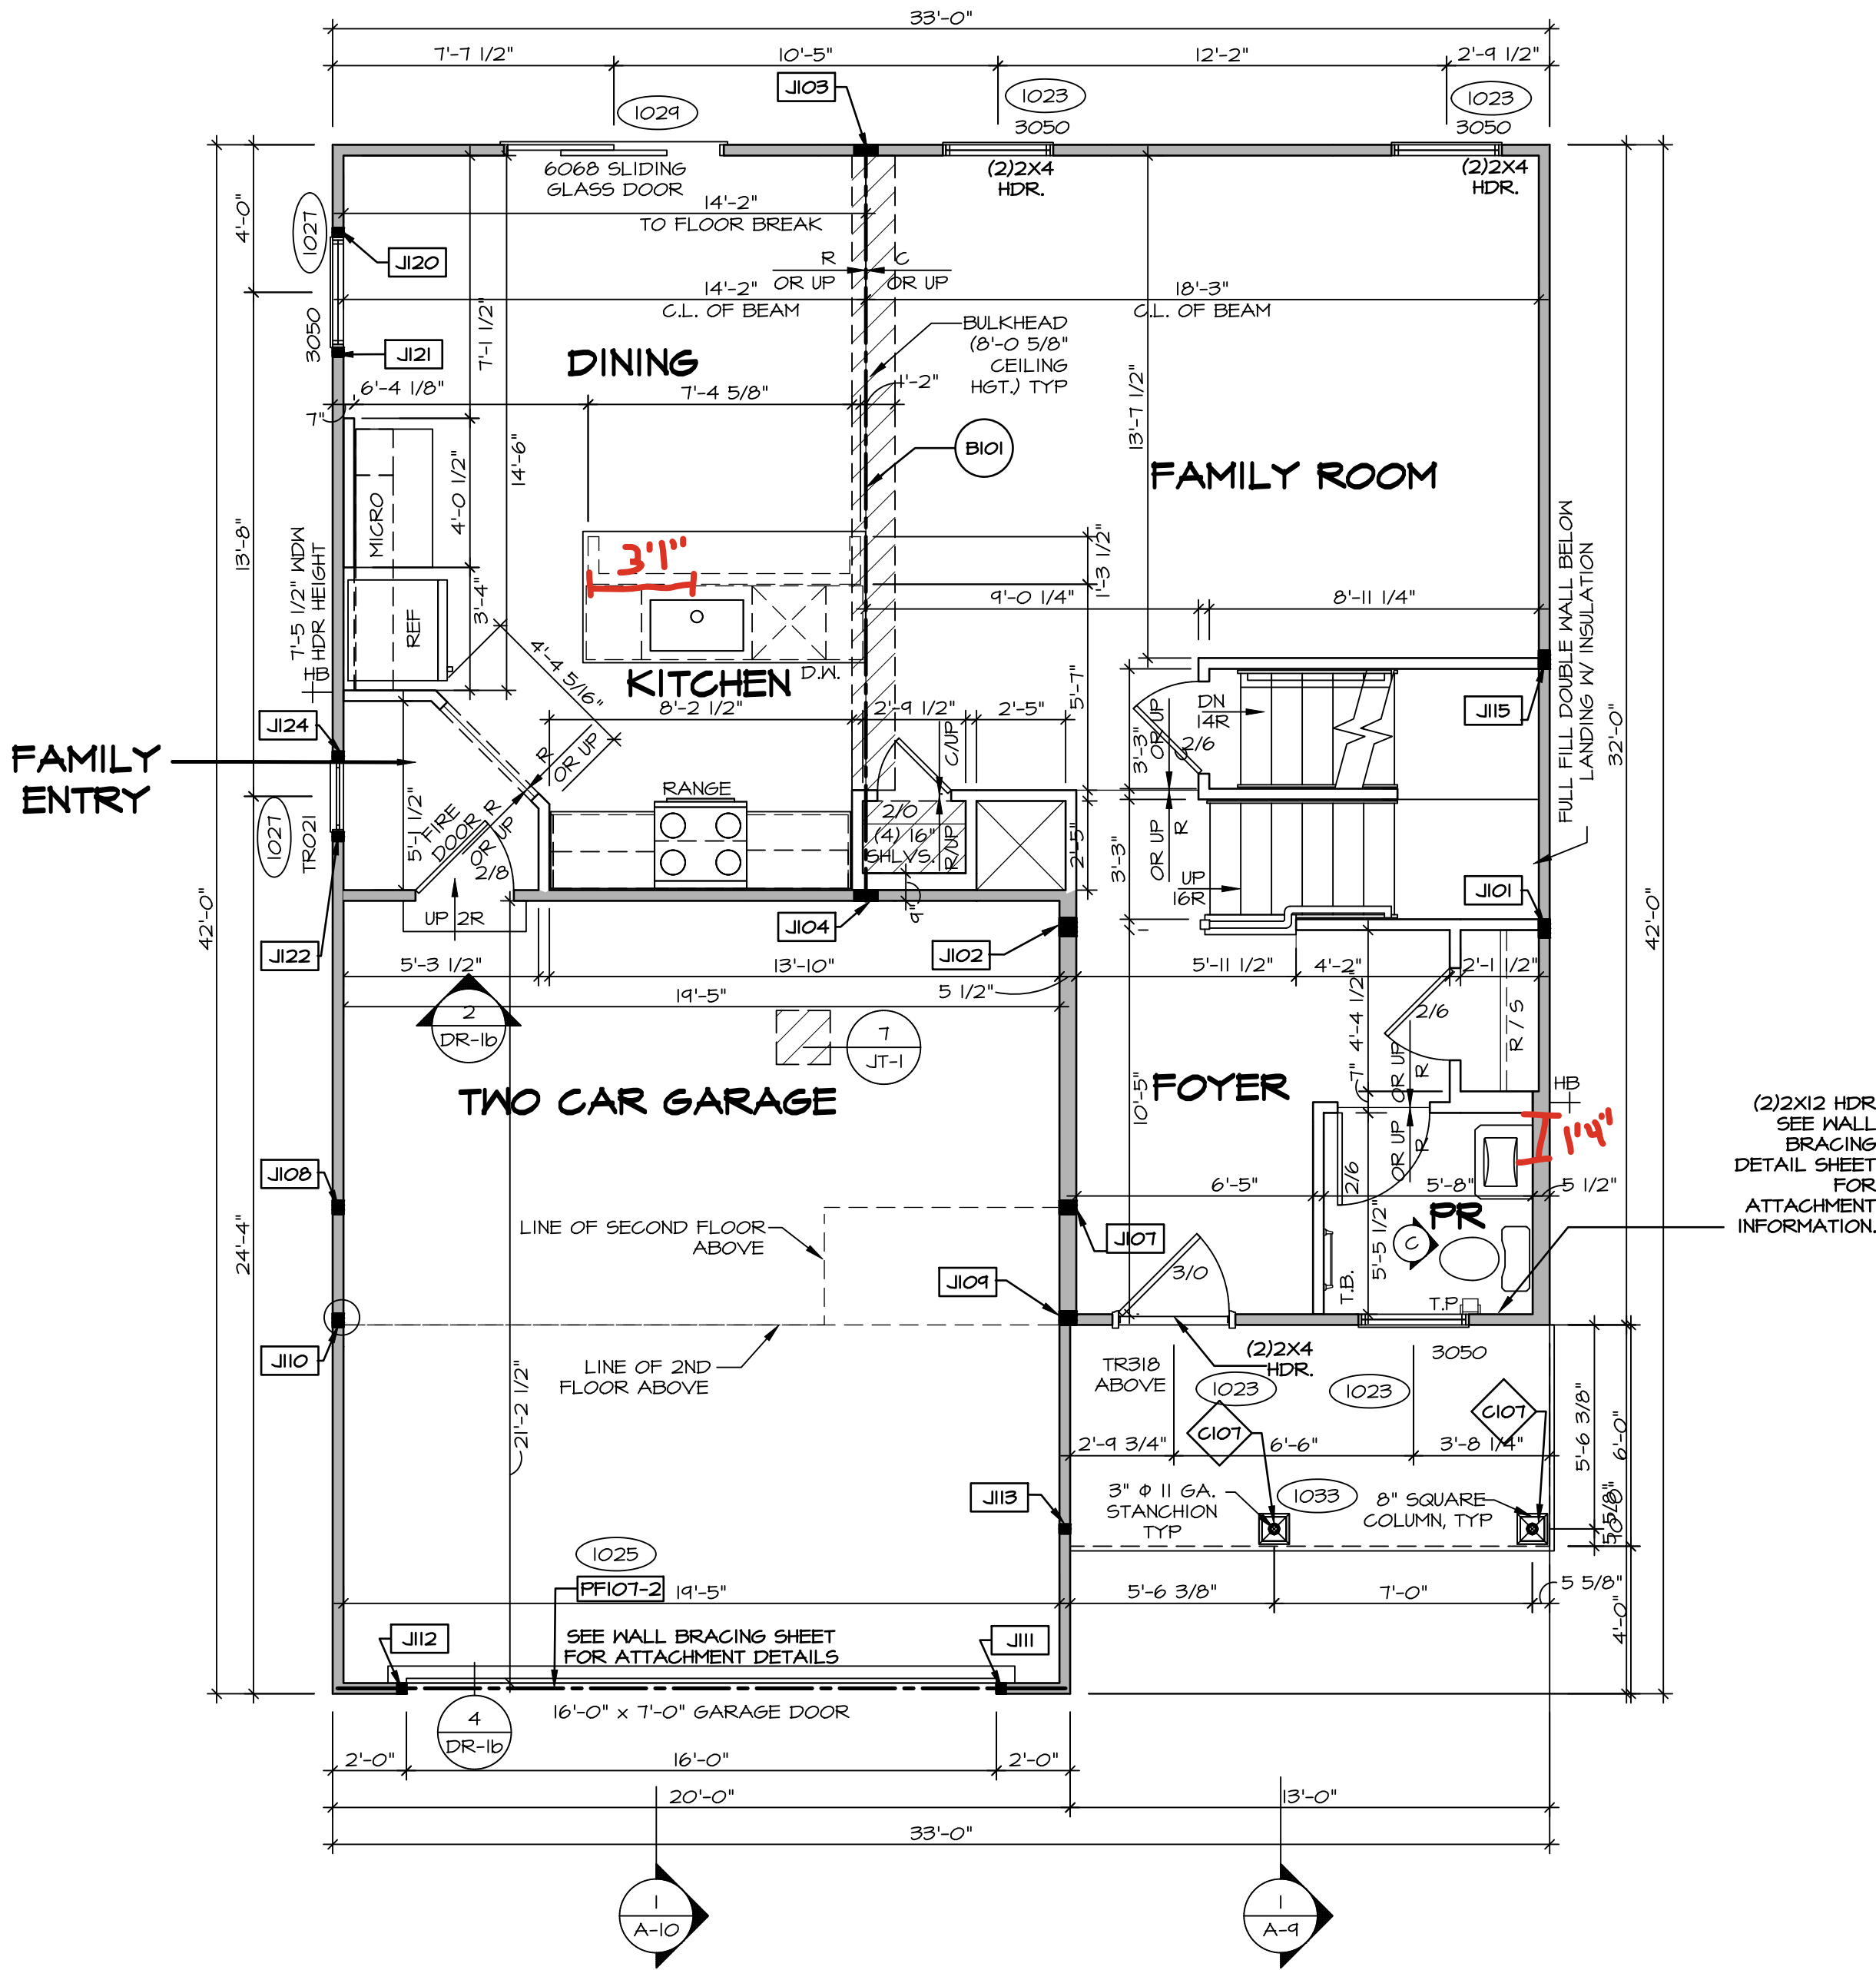 33'-0"
7'-7 1/2"
10'-5"
12'-2"
2'-9 1/2"
J103
1029
1023
1023
3050
3050
6068 SLIDING
GLASS DOOR
(2)2X4
HDR.
(2)2X4
HDR.
4'-0"
1027
14'-2"
TO FLOOR BREAK
J120
R
OR UP
C
OR UP
14'-2"
C.L. OF BEAM
18'-3"
C.L. OF BEAM
3050
J121
7'-1 1/2"
DINING
BULKHEAD
(8'-0 5/8"
CEILING
HGT.) TYP
6'-4 1/8"
7'-4 5/8"
1'-2"
7"
14'-6"
13'-7 1/2"
B101
FAMILY ROOM
MICRO
4'-0 1/2"
13'-8"
7'-5 1/2" WDW
HDR HEIGHT
3'1"
1'-3 1/2"
FULL FILL DOUBLE WALL BELOW
LANDING W/ INSULATION
REF
3'-4"
9'-0 1/4"
8'-11 1/4"
HB
4'-4 5/16"
KITCHEN
D.W.
5'-7"
32'-0"
J124
8'-2 1/2"
2'-9 1/2"
2'-5"
C/UP
DN
14R
J115
3'-3"
OR UP
C
2/6
FAMILY
ENTRY
R
OR UP
RANGE
1027
TR021
5'-1 1/2"
FIRE
DOOR
R
OR UP
2/8
2/0
(4) 16"
SHLVS.
R/UP
2'-5"
3'-3"
OR UP
R
UP
16R
J101
42'-0"
42'-0"
UP 2R
9"
J104
J102
J122
5'-3 1/2"
13'-10"
5'-11 1/2"
4'-2"
2'-1 1/2"
5 1/2"
19'-5"
2
DR-1b
7
JT-1
4'-4 1/2"
2/6
R / S
7"
OR UP
R
TWO CAR GARAGE
FOYER
10'-5"
HB
(2)2X12 HDR
SEE WALL
BRACING
DETAIL SHEET
FOR
ATTACHMENT
INFORMATION.
1'4"
OR UP
R
J108
2/6
6'-5"
5'-8"
5 1/2"
24'-4"
LINE OF SECOND FLOOR
ABOVE
J107
PR
C
5'-5 1/2"
J109
3/0
T.B.
T.P
J110
LINE OF 2ND
FLOOR ABOVE
TR318
ABOVE
(2)2X4
HDR.
3050
1023
1023
21'-2 1/2"
C107
C107
2'-9 3/4"
6'-6"
3'-8 1/4"
5'-6 3/8"
6'-0"
J113
3" Φ 11 GA.
STANCHION
TYP
1033
8" SQUARE
COLUMN, TYP
5 5/8"
10'-0"
1025
PF107-2
19'-5"
5'-6 3/8"
7'-0"
5 5/8"
4'-0"
J112
SEE WALL BRACING SHEET
FOR ATTACHMENT DETAILS
J111
4
DR-1b
16'-0" x 7'-0" GARAGE DOOR
2'-0"
16'-0"
2'-0"
20'-0"
13'-0"
33'-0"
1
A-10
1
A-9